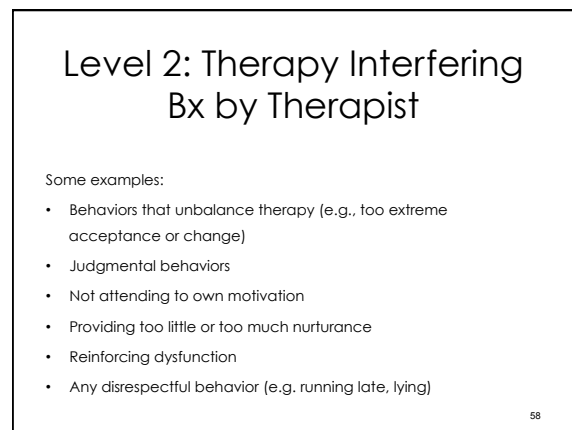 Level 2: Therapy Interfering
Bx by Therapist
Some examples:
• Behaviors that unbalance therapy (e.g., too extreme
acceptance or change)
• Judgmental behaviors
• Not attending to own motivation
• Providing too little or too much nurturance
• Reinforcing dysfunction
• Any disrespectful behavior (e.g. running late, lying)
58